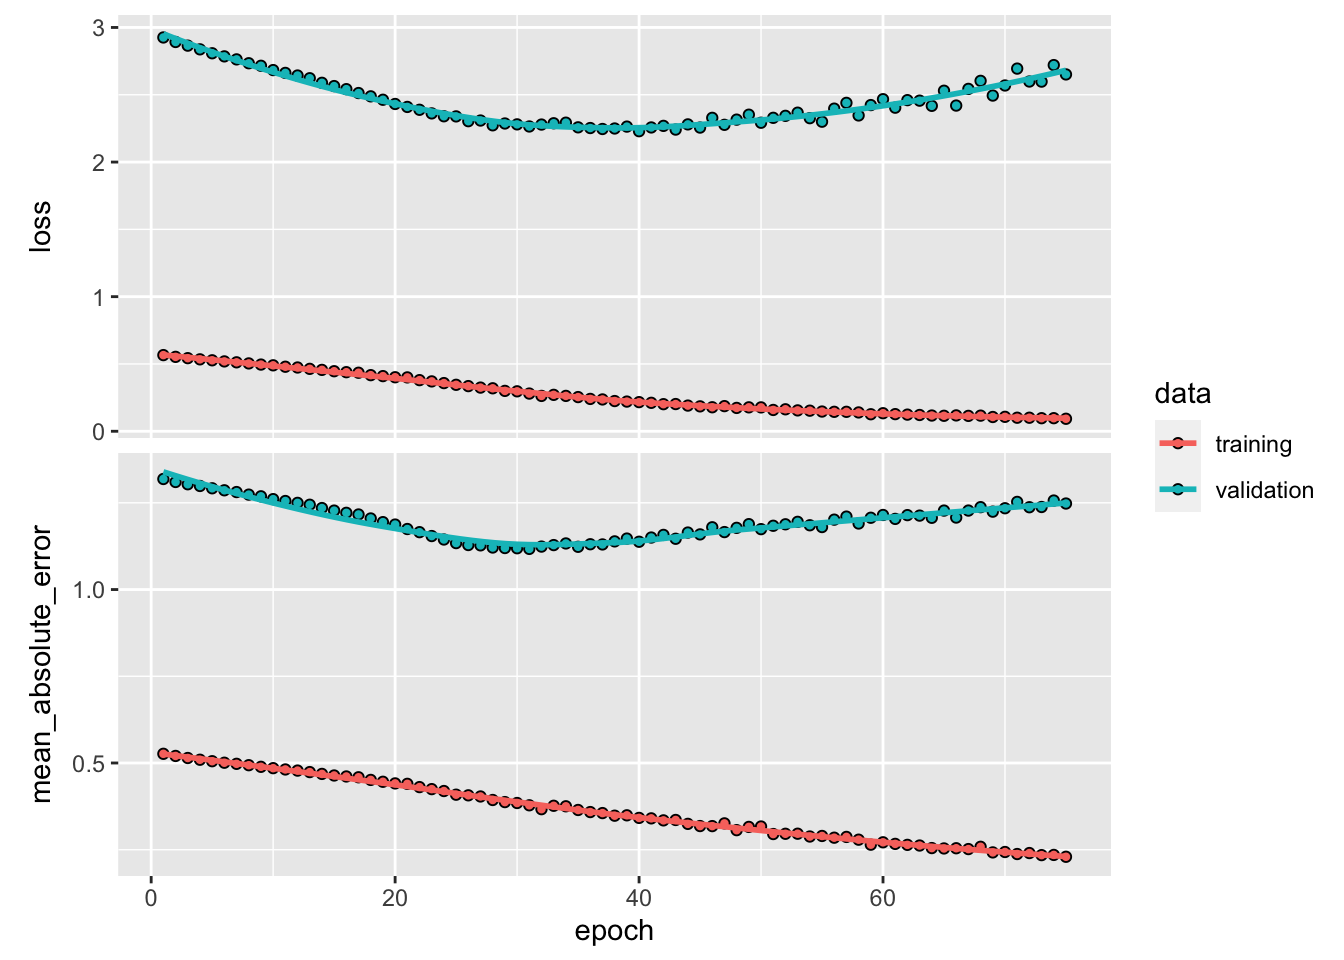 3
2
1
0
loss
1.0
0.5
mean_absolute_error
0
20
40
60
epoch
data
training
validation